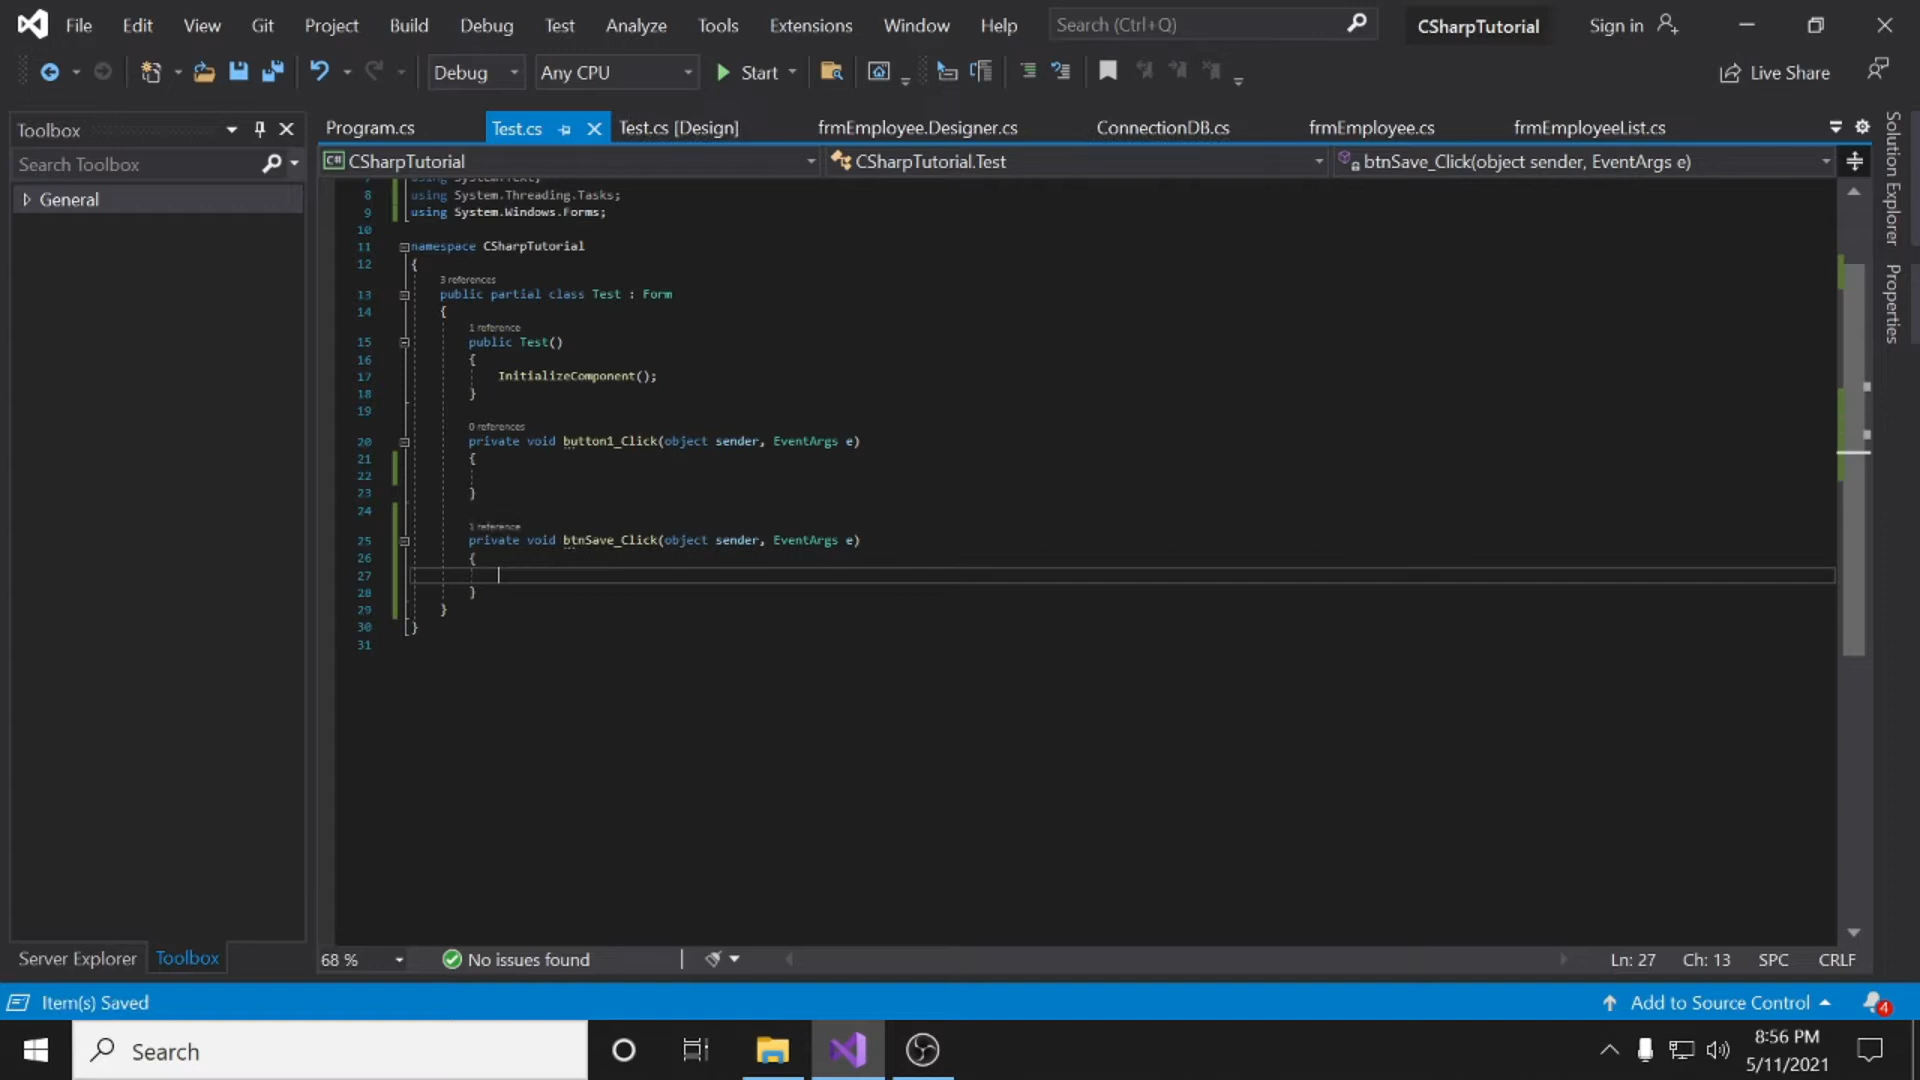 File Edit View Git Project Build Debug Test Analyze Tools Extensions Window Help Search (Ctrl+Q) CSharpTutorial Sign in
Debug Any CPU Start Live Share
Toolbox
Search Toolbox
General
Program.cs Test.cs Test.cs [Design] frmEmployee.Designer.cs ConnectionDB.cs frmEmployee.cs frmEmployeeList.cs
C# CSharpTutorial CSharpTutorial.Test btnSave_Click(object sender, EventArgs e)
7 using System.Text;
8 using System.Threading.Tasks;
9 using System.Windows.Forms;
10
11 namespace CSharpTutorial
12 {
3 references
13 public partial class Test : Form
14 {
1 reference
15 public Test()
16 {
17 InitializeComponent();
18 }
19
0 references
20 private void button1_Click(object sender, EventArgs e)
21 {
22
23 }
24
1 reference
25 private void btnSave_Click(object sender, EventArgs e)
26 {
27
28 }
29 }
30 }
31
Solution Explorer
Properties
Server Explorer Toolbox
68 % No issues found Ln: 27 Ch: 13 SPC CRLF
Item(s) Saved Add to Source Control 4
Search
8:56 PM
5/11/2021